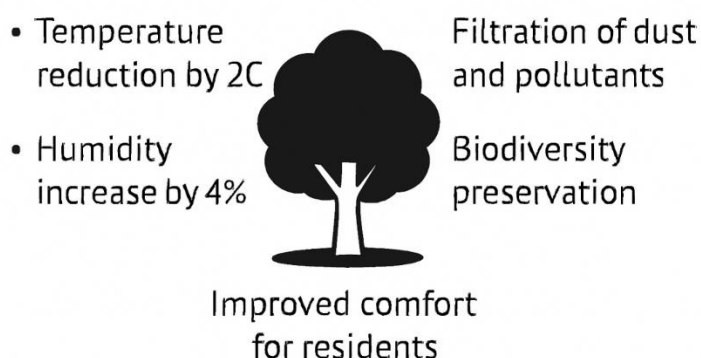 • Temperature
reduction by 2C
• Humidity
increase by 4%
Filtration of dust
and pollutants
Biodiversity
preservation
Improved comfort
for residents